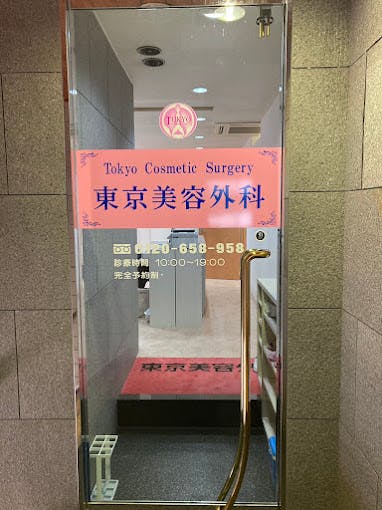 TOKYO
Tokyo Cosmetic Surgery
東京美容外科
0120-658-958
診療時間 10:00〜19:00
完全予約制
東京美容外